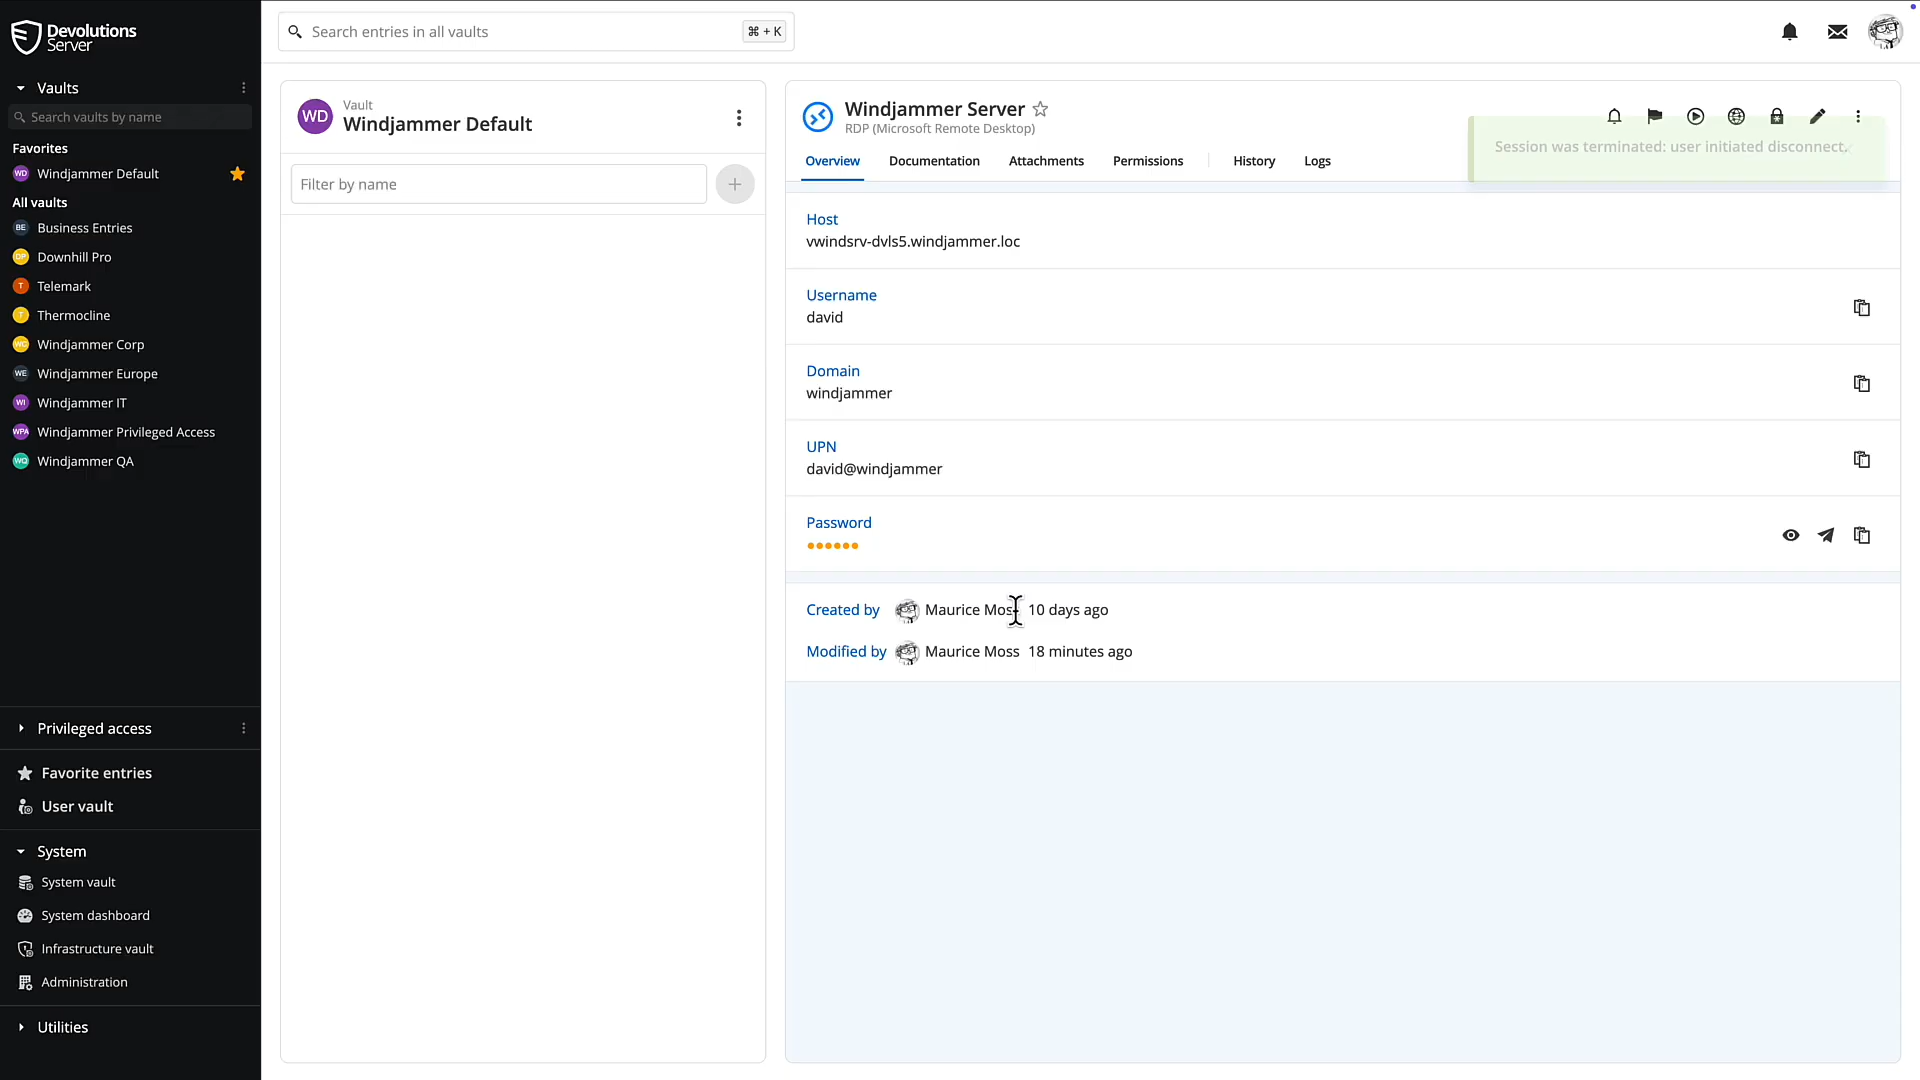 Devolutions
Server
Search entries in all vaults
⌘ + K
Vaults
Search vaults by name
Favorites
WD Windjammer Default
All vaults
BE Business Entries
DP Downhill Pro
T Telemark
T Thermocline
WC Windjammer Corp
WE Windjammer Europe
WI Windjammer IT
WPA Windjammer Privileged Access
WQ Windjammer QA
Privileged access
Favorite entries
User vault
System
System vault
System dashboard
Infrastructure vault
Administration
Utilities
WD
Vault
Windjammer Default
Filter by name
Windjammer Server
RDP (Microsoft Remote Desktop)
Session was terminated: user initiated disconnect.
Overview Documentation Attachments Permissions History Logs
Host
vwindsrv-dvls5.windjammer.loc
Username
david
Domain
windjammer
UPN
david@windjammer
Password
●●●●●●
Created by Maurice Moss 10 days ago
Modified by Maurice Moss 18 minutes ago